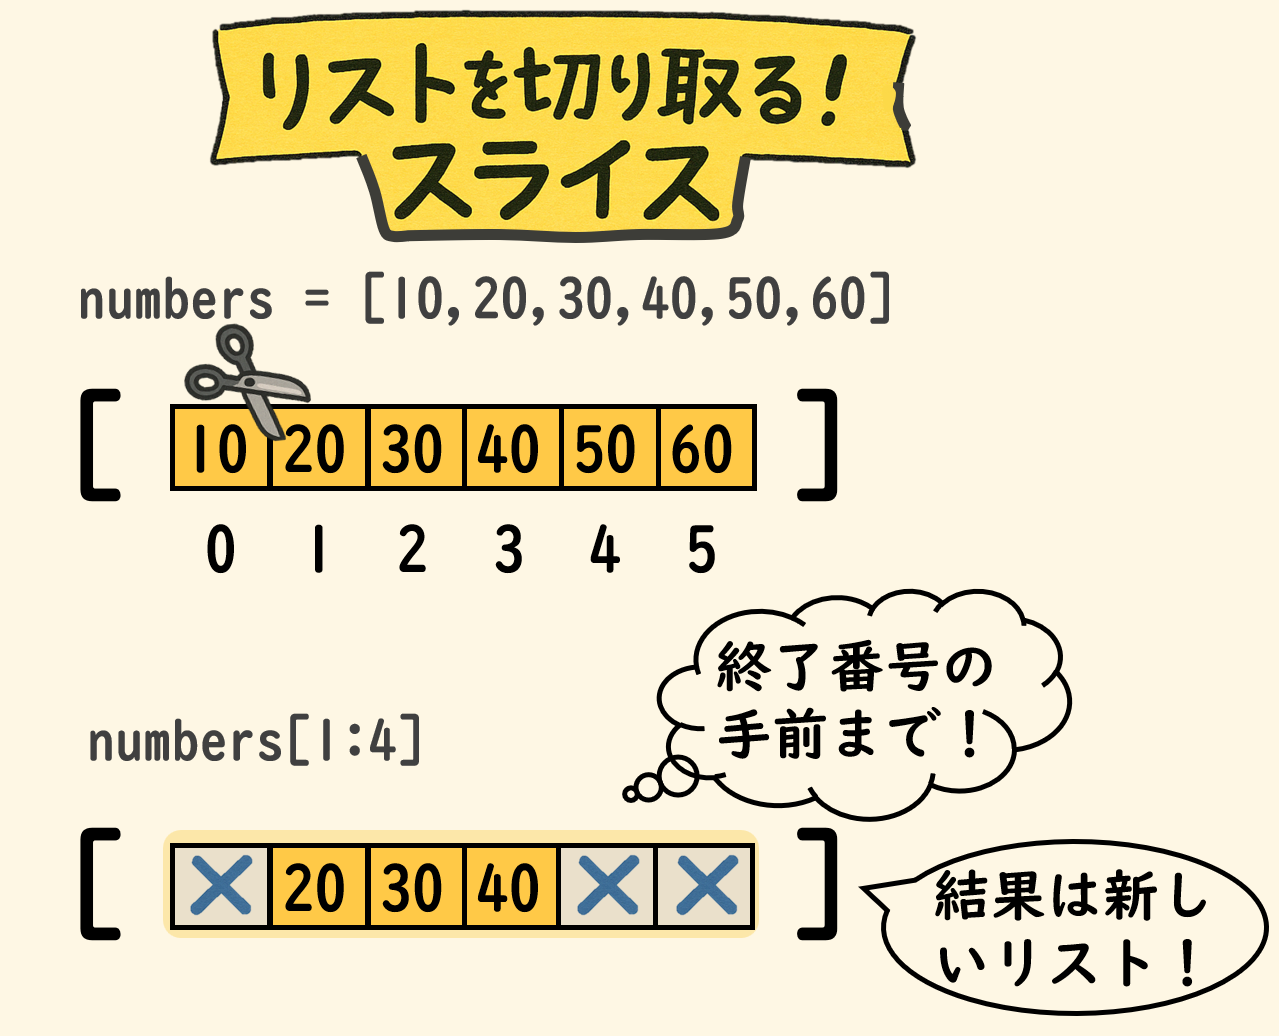 リストを切り取る!
スライス
numbers = [10,20,30,40,50,60]
[ 10 20 30 40 50 60 ]
0 1 2 3 4 5
終了番号の
手前まで!
numbers[1:4]
[ 20 30 40 ]
結果は新し
いリスト!